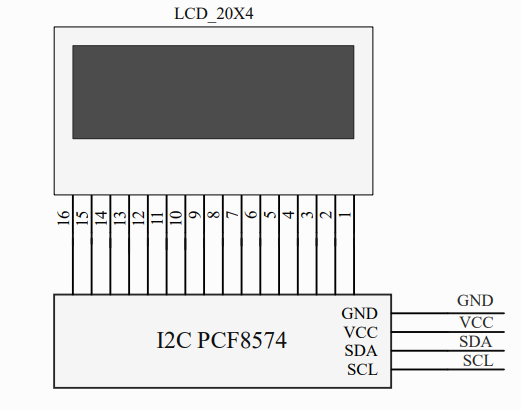 LCD_20X4
16 15 14 13 12 11 10 9 8 7 6 5 4 3 2 1
I2C PCF8574
GND GND
VCC VCC
SDA SDA
SCL SCL